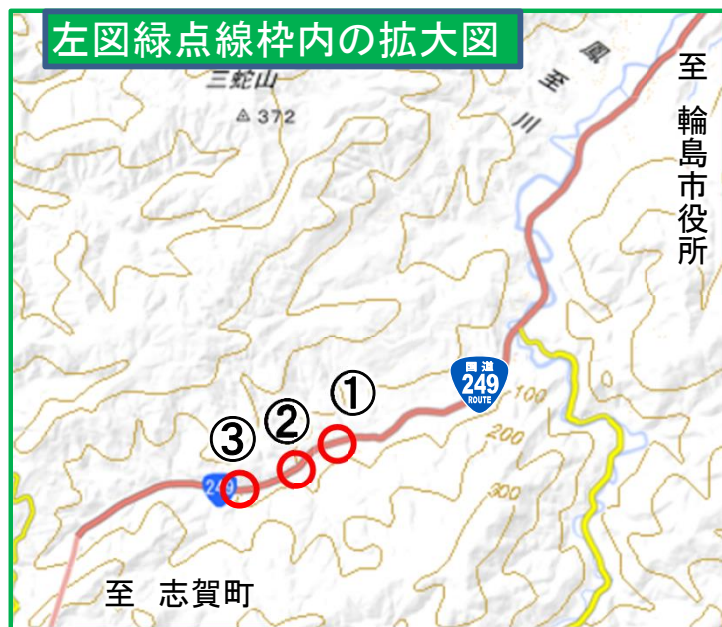 左図緑点線枠内の拡大図
三蛇山
372
鳳至川
至 輪島市役所
国道
249
ROUTE
100
200
300
①
②
③
249
至 志賀町